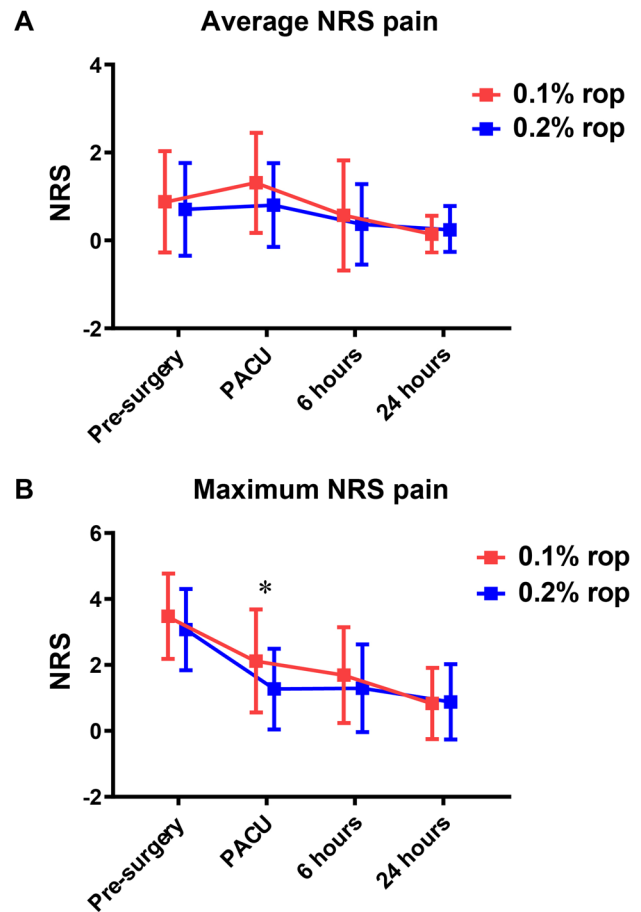 A
Average NRS pain
4
2
0
-2
NRS
0.1% rop
0.2% rop
Pre-surgery
PACU
6 hours
24 hours
B
Maximum NRS pain
6
4
2
0
-2
NRS
*
0.1% rop
0.2% rop
Pre-surgery
PACU
6 hours
24 hours